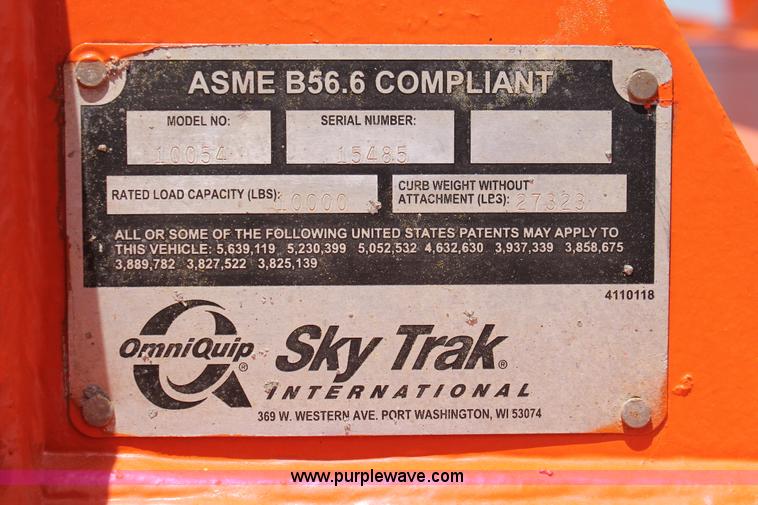 ASME B56.6 COMPLIANT
MODEL NO: SERIAL NUMBER:
10054 15485
RATED LOAD CAPACITY (LBS): 10000
CURB WEIGHT WITHOUT
ATTACHMENT (LBS): 27323
ALL OR SOME OF THE FOLLOWING UNITED STATES PATENTS MAY APPLY TO
THIS VEHICLE: 5,639,119 5,230,399 5,052,532 4,632,630 3,937,339 3,858,675
3,889,782 3,827,522 3,825,139
4110118
OmniQuip® Sky Trak®
INTERNATIONAL
369 W. WESTERN AVE. PORT WASHINGTON, WI 53074
www.purplewave.com